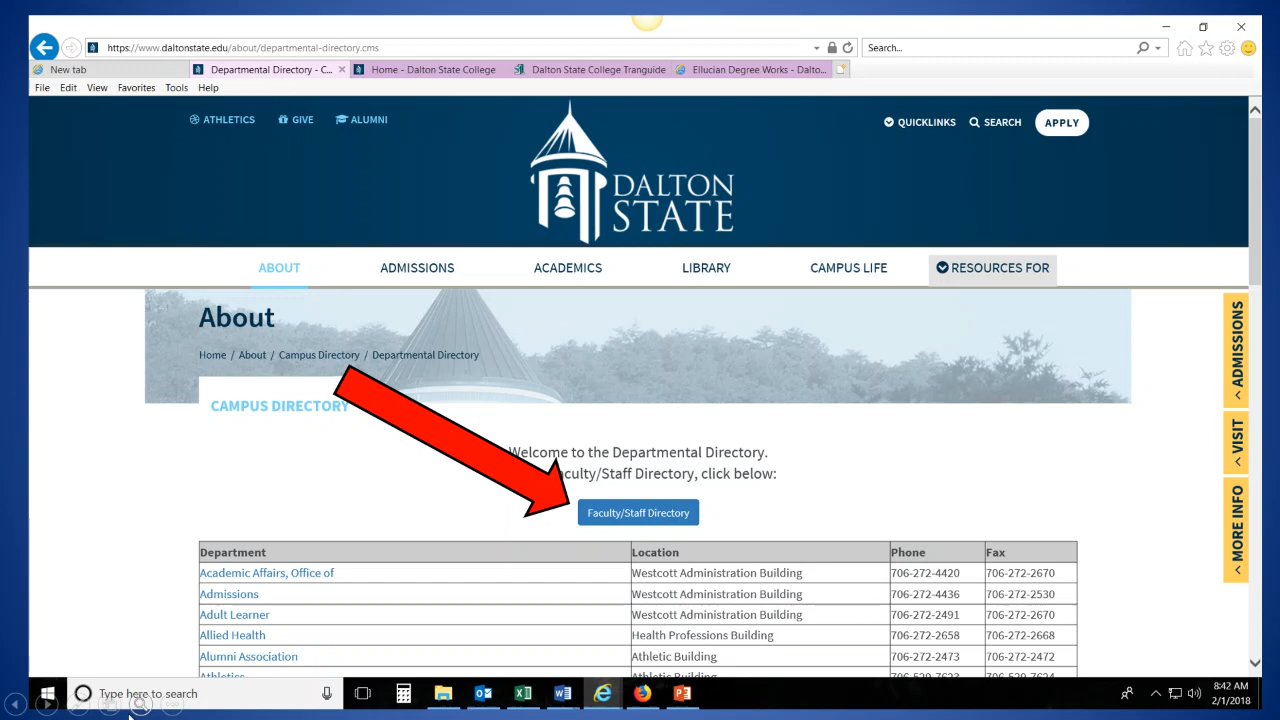 https://www.daltonstate.edu/about/departmental-directory.cms
Search...
New tab
Departmental Directory - C...
Home - Dalton State College
Dalton State College Tranguide
Ellucian Degree Works - Dalto...
File Edit View Favorites Tools Help
ATHLETICS GIVE ALUMNI
QUICKLINKS SEARCH APPLY
DALTON
STATE
ABOUT ADMISSIONS ACADEMICS LIBRARY CAMPUS LIFE RESOURCES FOR
About
Home / About / Campus Directory / Departmental Directory
CAMPUS DIRECTORY
Welcome to the Departmental Directory.
culty/Staff Directory, click below:
Faculty/Staff Directory
Department Location Phone Fax
Academic Affairs, Office of Westcott Administration Building 706-272-4420 706-272-2670
Admissions Westcott Administration Building 706-272-4436 706-272-2530
Adult Learner Westcott Administration Building 706-272-2491 706-272-2670
Allied Health Health Professions Building 706-272-2658 706-272-2668
Alumni Association Athletic Building 706-272-2473 706-272-2472
Athletics Athletic Building
< ADMISSIONS
< VISIT
< MORE INFO
Type here to search
8:42 AM
2/1/2018